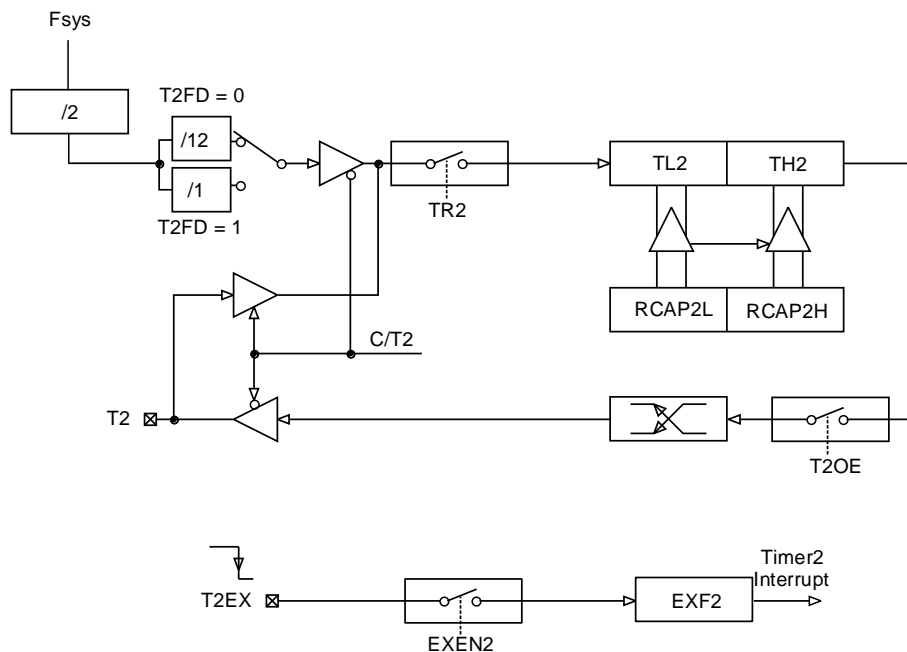 Fsys
/2
T2FD = 0
/12
/1
T2FD = 1
TR2
TL2
TH2
RCAP2L
RCAP2H
C/T2
T2
T2OE
T2EX
EXEN2
EXF2
Timer2
Interrupt